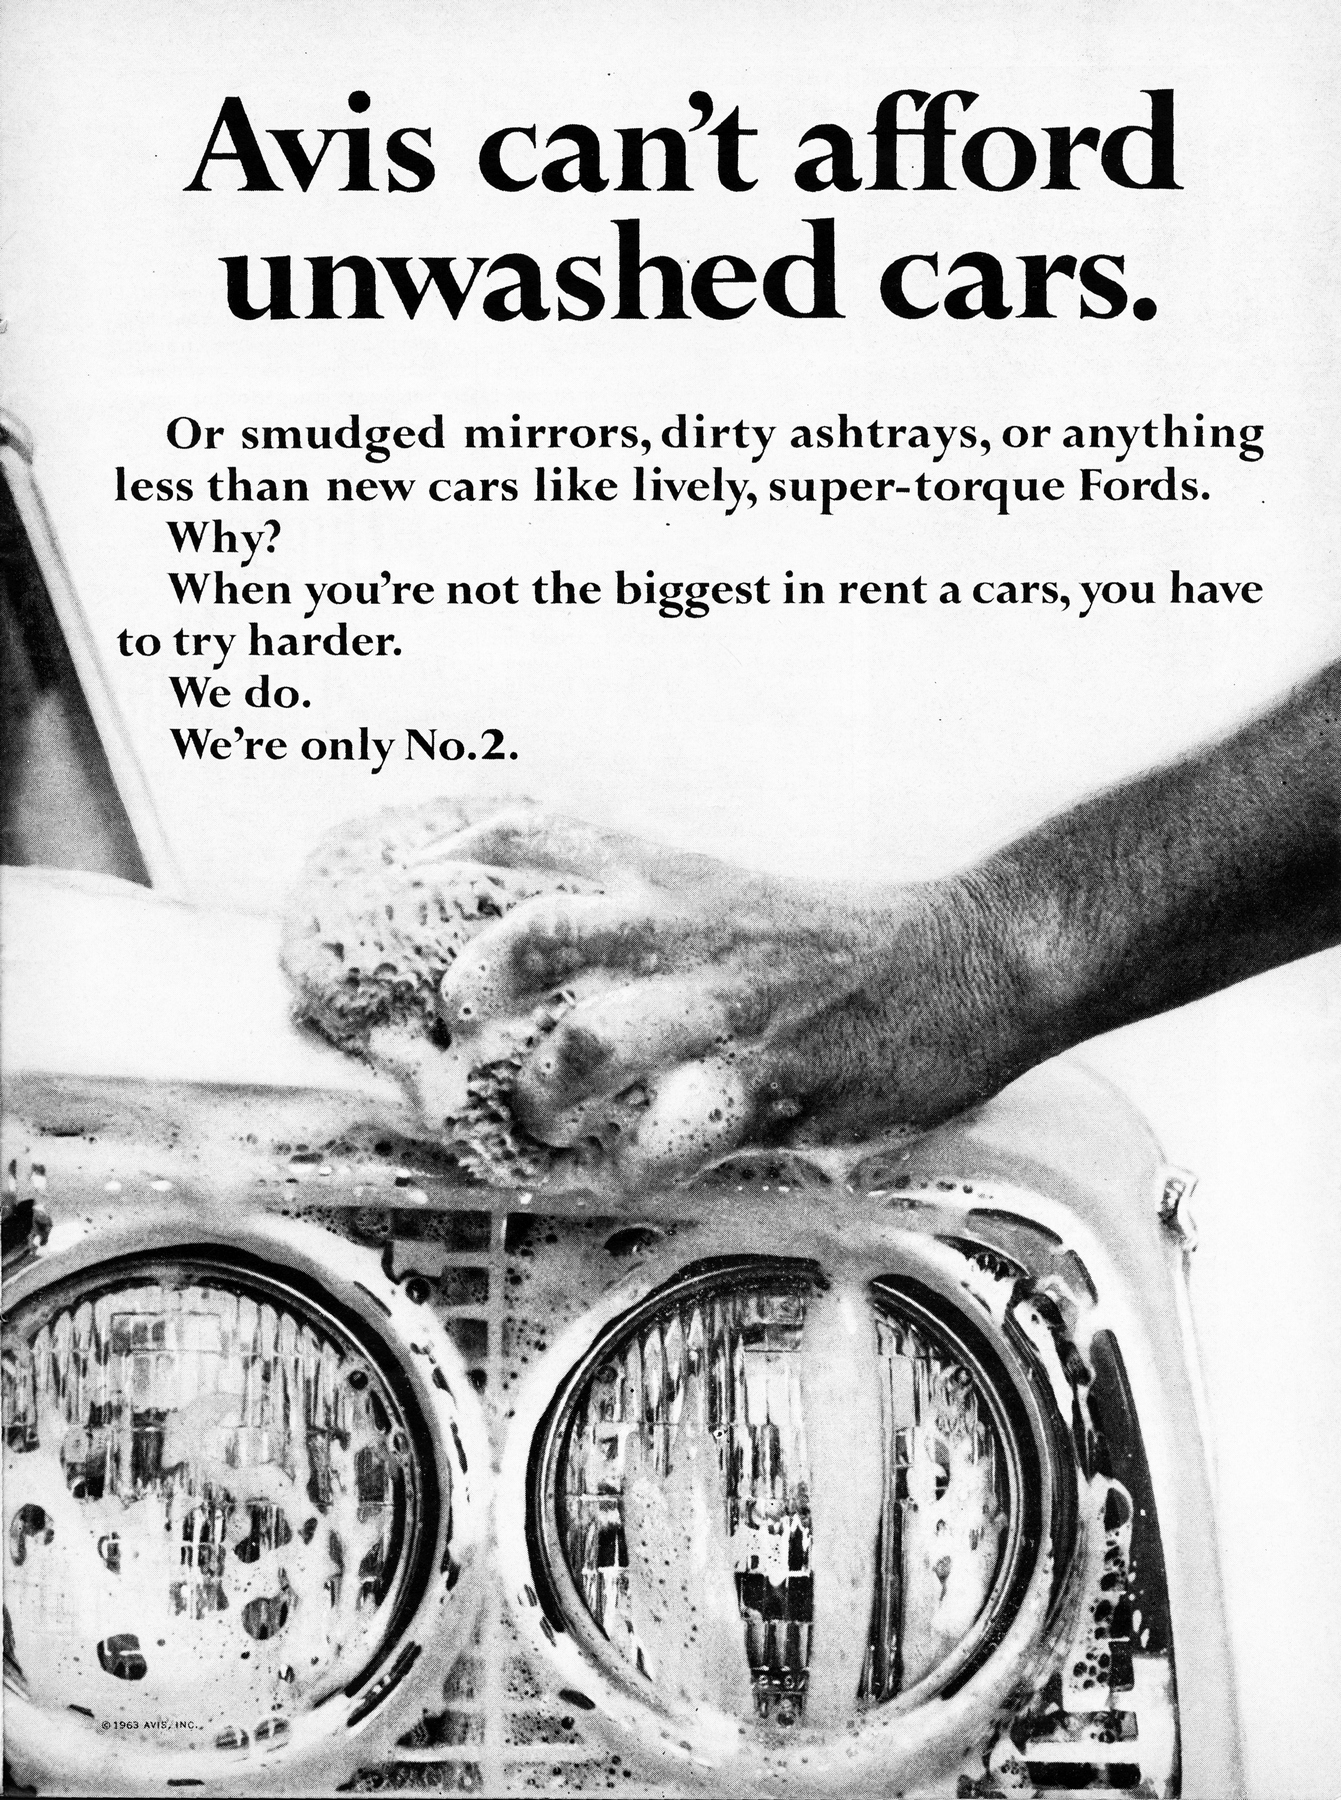 Avis can't afford
unwashed cars.
Or smudged mirrors, dirty ashtrays, or anything
less than new cars like lively, super-torque Fords.
Why?
When you're not the biggest in rent a cars, you have
to try harder.
We do.
We're only No.2.
© 1963 AVIS, INC.